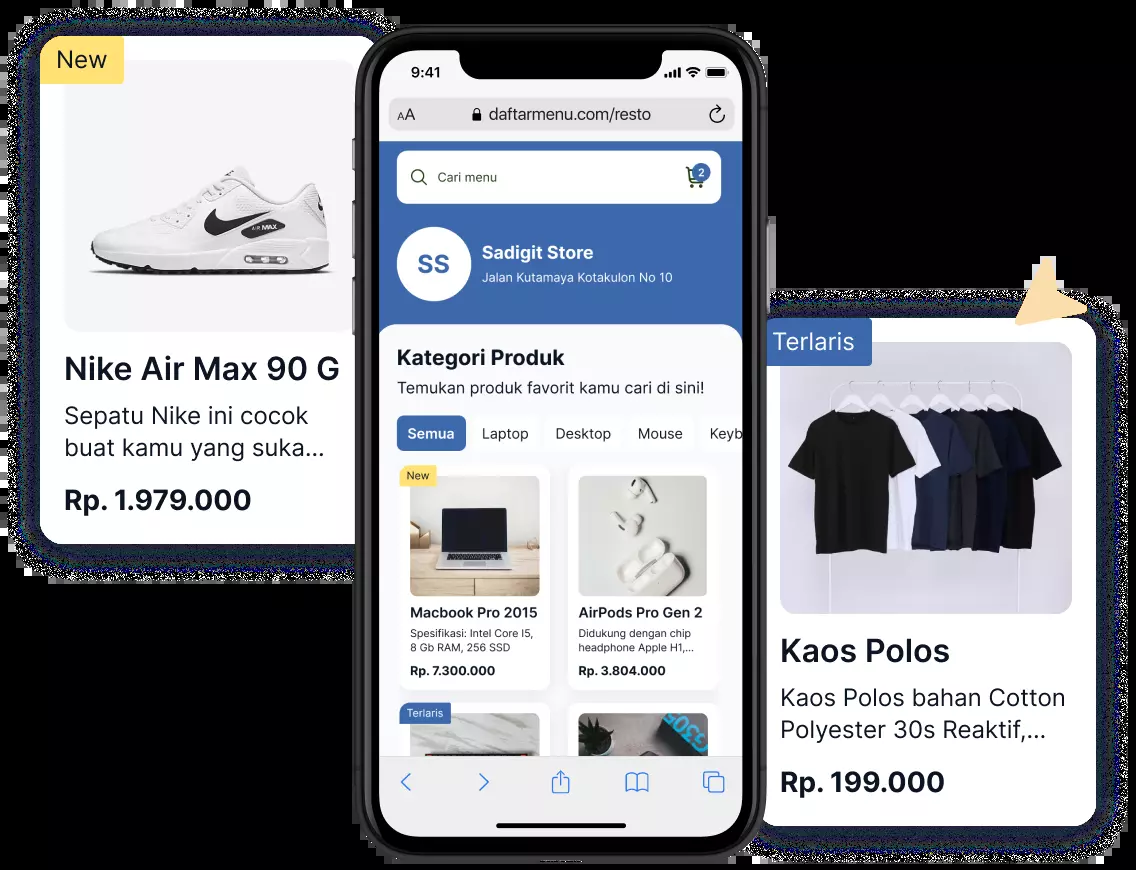 New
AIR MAX
Nike Air Max 90 G
Sepatu Nike ini cocok
buat kamu yang suka...
Rp. 1.979.000
9:41
AA
daftarmenu.com/resto
Cari menu
2
SS
Sadigit Store
Jalan Kutamaya Kotakulon No 10
Kategori Produk
Temukan produk favorit kamu cari di sini!
Semua
Laptop
Desktop
Mouse
Keyb
New
Macbook Pro 2015
Spesifikasi: Intel Core I5,
8 Gb RAM, 256 SSD
Rp. 7.300.000
AirPods Pro Gen 2
Didukung dengan chip
headphone Apple H1,...
Rp. 3.804.000
Terlaris
G305
Terlaris
Kaos Polos
Kaos Polos bahan Cotton
Polyester 30s Reaktif,...
Rp. 199.000